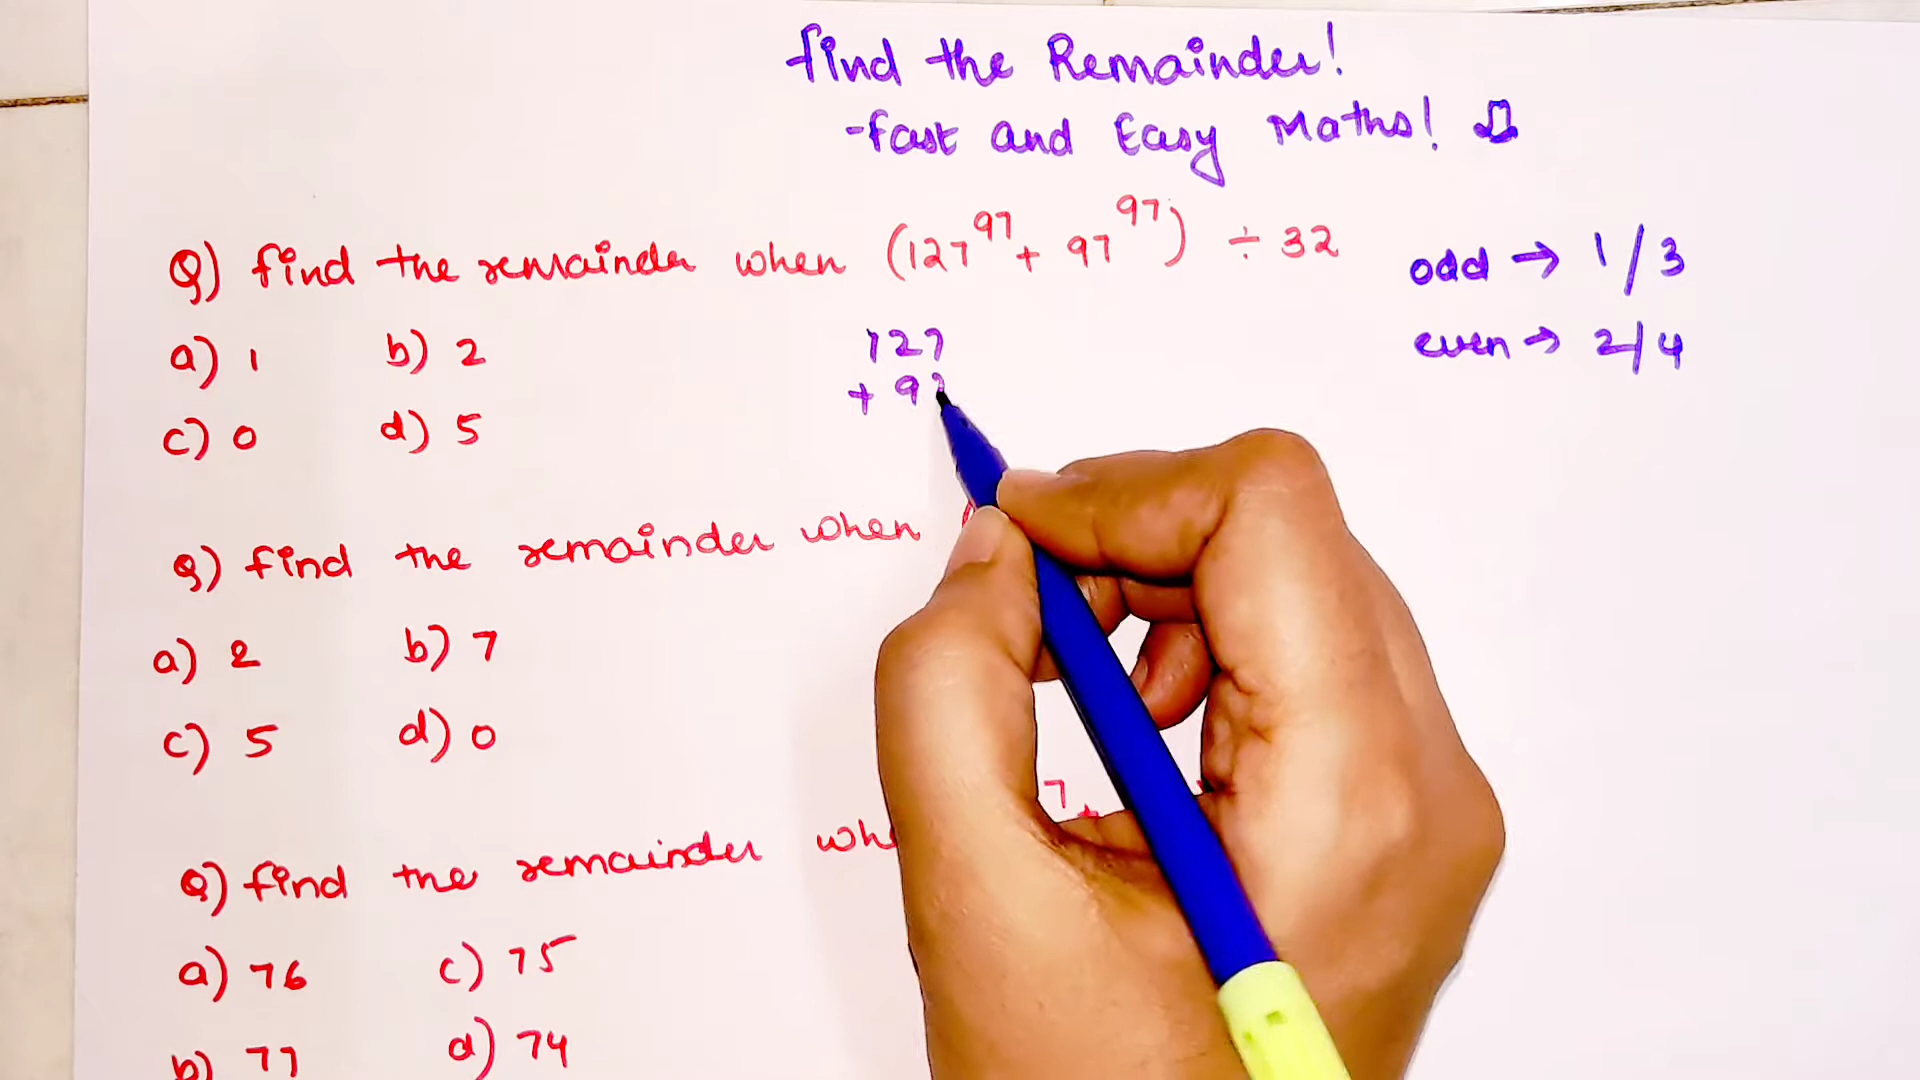 find the Remainder!
-fast and Easy Maths!
Q) find the remainder when (127^97 + 97^97) ÷ 32
odd → 1/3
even → 2/4
a) 1 b) 2
c) 0 d) 5
127
+ 97
Q) find the remainder when
a) 2 b) 7
c) 5 d) 0
Q) find the remainder
a) 76 c) 75
b) 77 d) 74